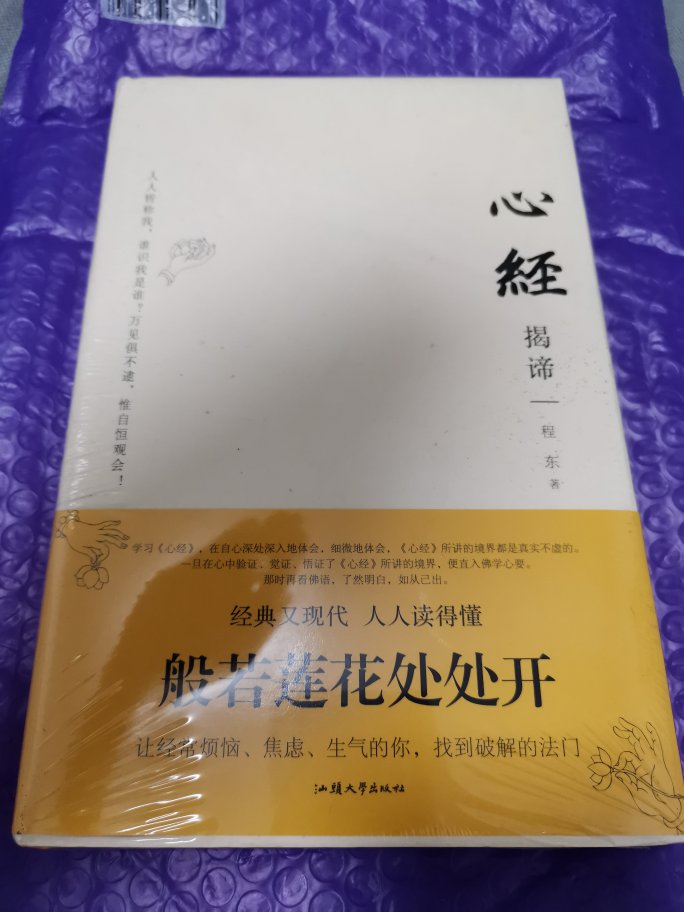 心經
揭谛
程东 著
人人皆称我，谁识我是谁？万见俱不逮，惟自恒观会！
学习《心经》，在自心深处深入地体会，细微地体会，《心经》所讲的境界都是真实不虚的。
一旦在心中验证、觉证、悟证了《心经》所讲的境界，便直入佛学心要。
那时再看佛语，了然明白，如从己出。
经典又现代 人人读得懂
般若莲花处处开
让经常烦恼、焦虑、生气的你，找到破解的法门
汕頭大學出版社